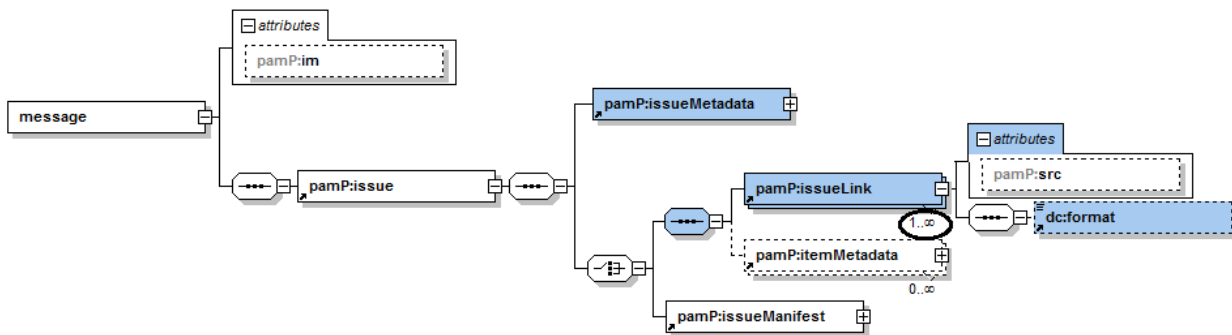 attributes
pamP:im
message
pamP:issueMetadata
attributes
pamP:src
pamP:issue
pamP:issueLink
1..∞
dc:format
pamP:itemMetadata
0..∞
pamP:issueManifest